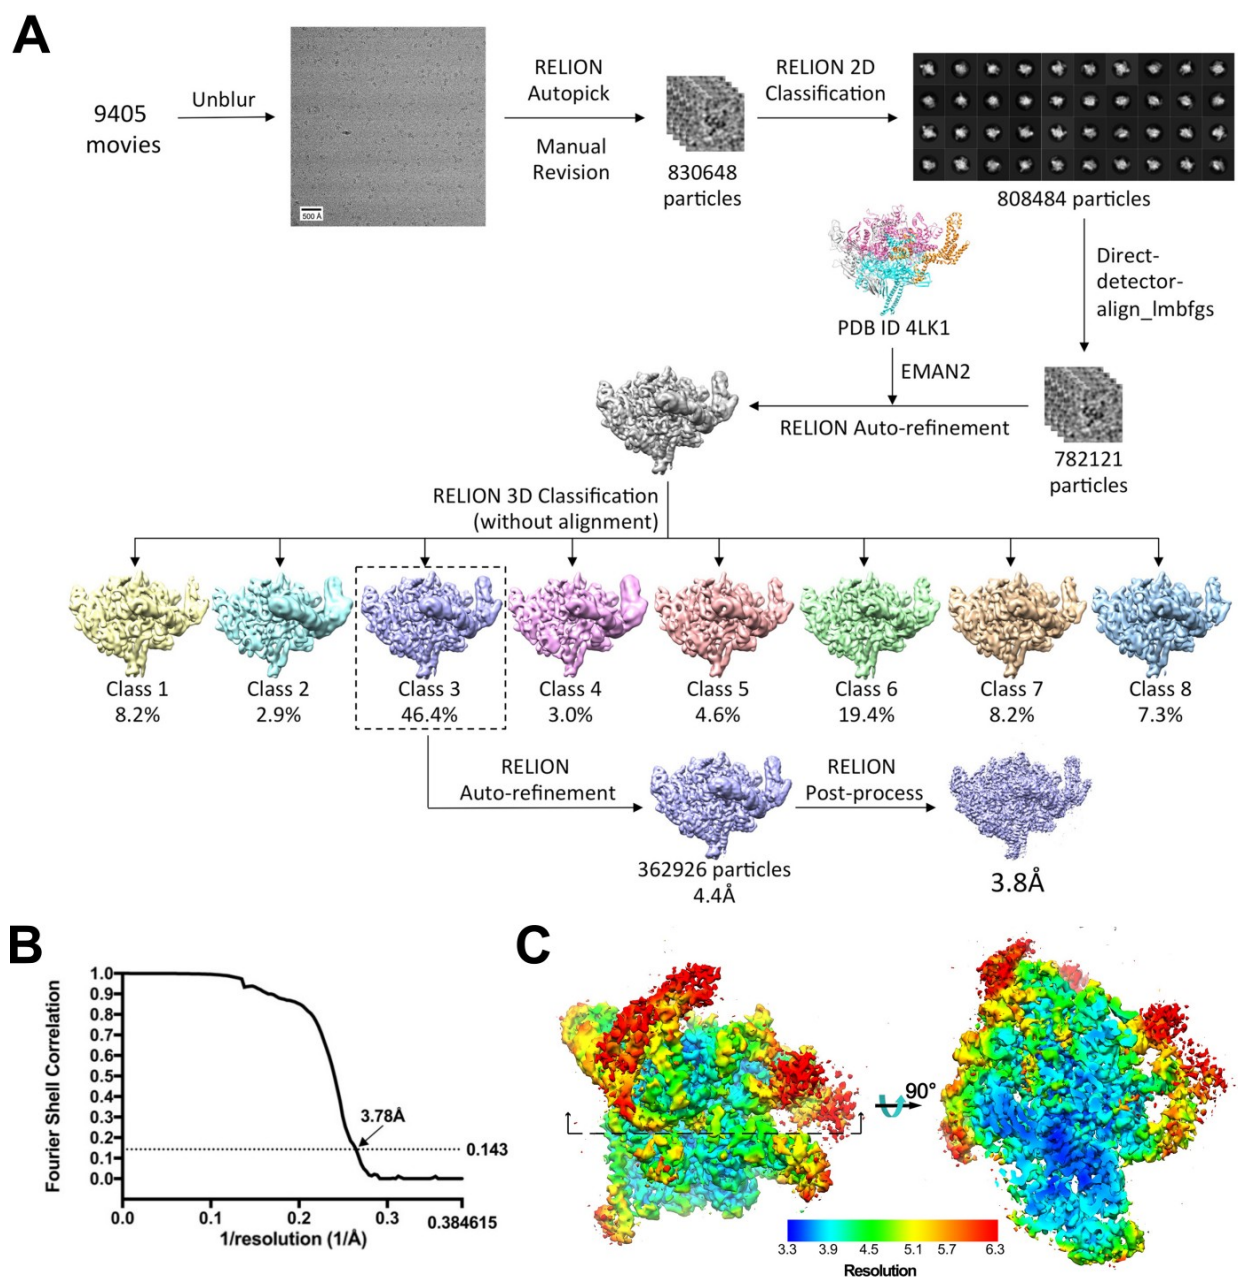 A
9405
movies
Unblur
500 Å
RELION
Autopick
Manual
Revision
830648
particles
RELION 2D
Classification
808484 particles
Direct-
detector-
align_lmbfgs
PDB ID 4LK1
EMAN2
RELION Auto-refinement
782121
particles
RELION 3D Classification
(without alignment)
Class 1
8.2%
Class 2
2.9%
Class 3
46.4%
Class 4
3.0%
Class 5
4.6%
Class 6
19.4%
Class 7
8.2%
Class 8
7.3%
RELION
Auto-refinement
362926 particles
4.4Å
RELION
Post-process
3.8Å
B
Fourier Shell Correlation
1.0
0.9
0.8
0.7
0.6
0.5
0.4
0.3
0.2
0.1
0.0
3.78Å
0.143
0.0 0.1 0.2 0.3 0.384615
1/resolution (1/Å)
C
90°
3.3 3.9 4.5 5.1 5.7 6.3
Resolution